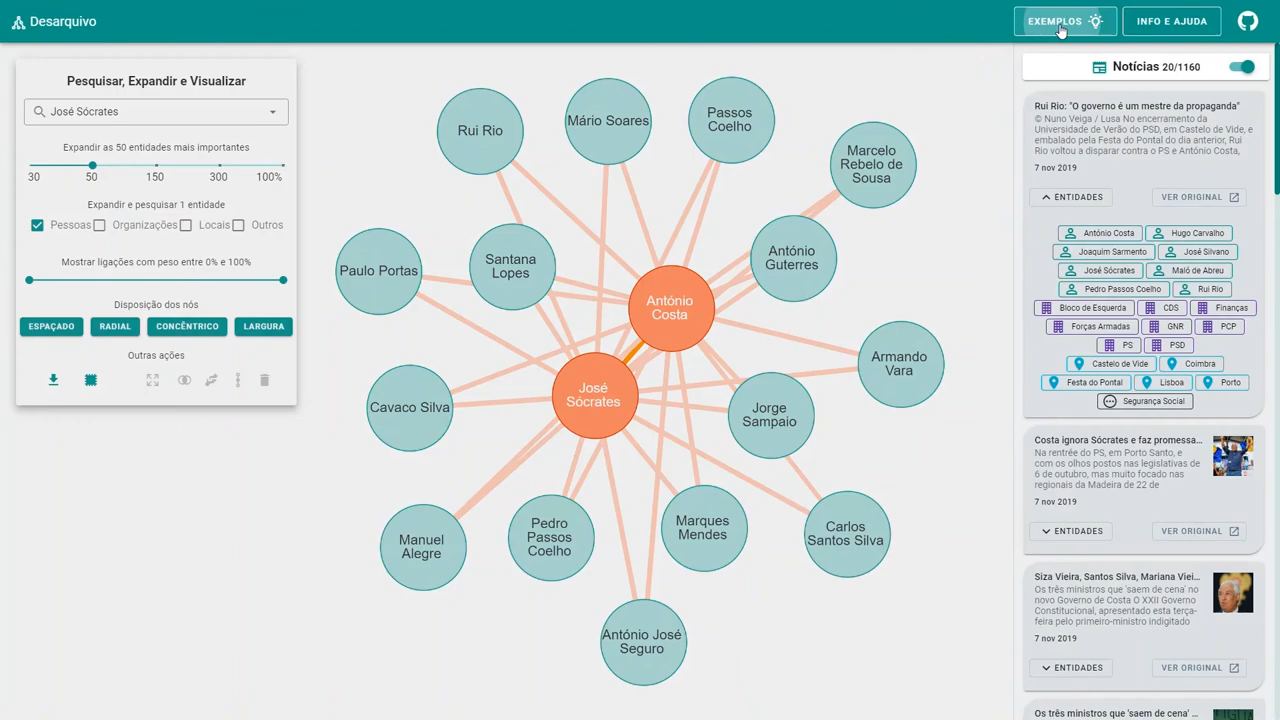 Desarquivo
EXEMPLOS
INFO E AJUDA
Pesquisar, Expandir e Visualizar
José Sócrates
Expandir as 50 entidades mais importantes
30 50 150 300 100%
Expandir e pesquisar 1 entidade
Pessoas Organizações Locais Outros
Mostrar ligações com peso entre 0% e 100%
Disposição dos nós
ESPAÇADO RADIAL CONCÊNTRICO LARGURA
Outras ações
Rui Rio
Mário Soares
Passos
Coelho
Marcelo
Rebelo de
Sousa
Paulo Portas
Santana
Lopes
António
Guterres
António
Costa
Armando
Vara
José
Sócrates
Cavaco Silva
Jorge
Sampaio
Manuel
Alegre
Pedro
Passos
Coelho
Marques
Mendes
Carlos
Santos Silva
António José
Seguro
Notícias 20/1160
Rui Rio: "O governo é um mestre da propaganda"
© Nuno Veiga / Lusa No encerramento da
Universidade de Verão do PSD, em Castelo de Vide, e
embalado pela Festa do Pontal do dia anterior, Rui
Rio voltou a disparar contra o PS e António Costa,
7 nov 2019
ENTIDADES VER ORIGINAL
António Costa Hugo Carvalho
Joaquim Sarmento José Silvano
José Sócrates Maló de Abreu
Pedro Passos Coelho Rui Rio
Bloco de Esquerda CDS Finanças
Forças Armadas GNR PCP
PS PSD
Castelo de Vide Coimbra
Festa do Pontal Lisboa Porto
Segurança Social
Costa ignora Sócrates e faz promessa...
Na rentrée do PS, em Porto Santo, e
com os olhos postos nas legislativas de
6 de outubro, mas muito focado nas
regionais da Madeira de 22 de
7 nov 2019
ENTIDADES VER ORIGINAL
Siza Vieira, Santos Silva, Mariana Viei...
Os três ministros que 'saem de cena' no
novo Governo de Costa O XXII Governo
Constitucional, apresentado esta terça-
feira pelo primeiro-ministro indigitado
7 nov 2019
ENTIDADES VER ORIGINAL
Os três ministros que 'saem de cena' ...